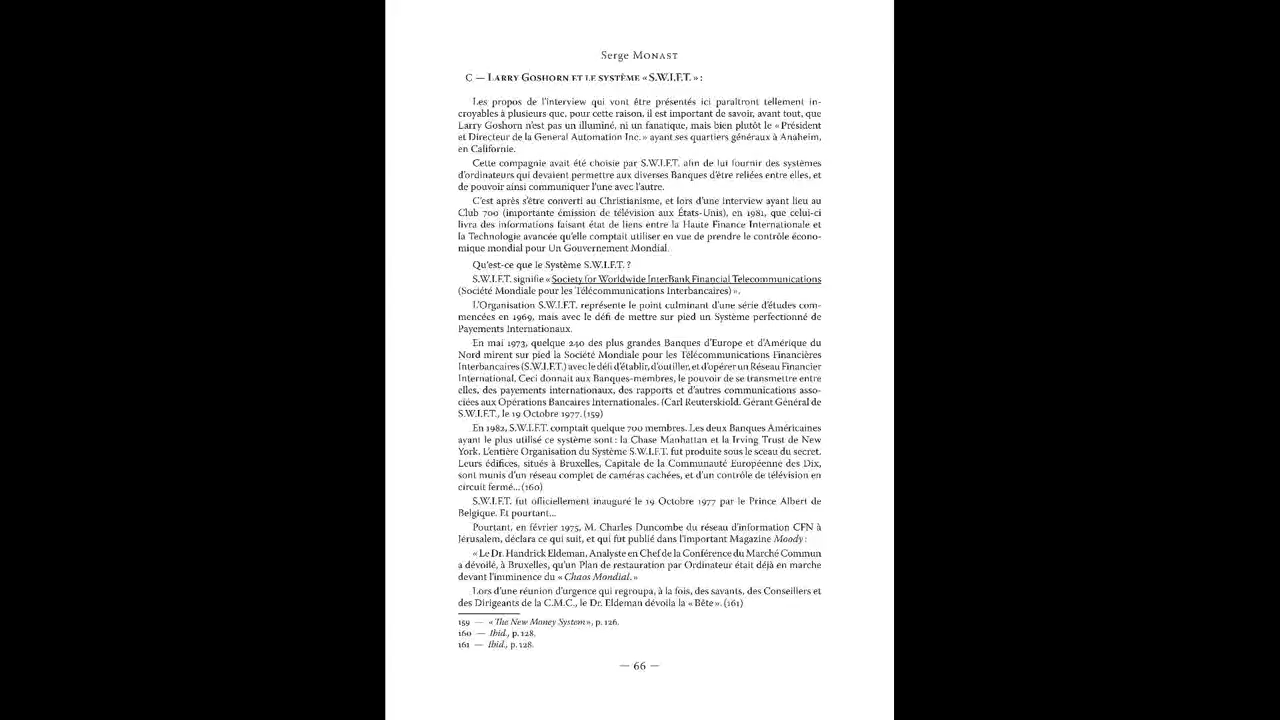 Serge Monast
C — Larry Goshorn et le système « S.W.I.F.T. » :
Les propos de l'interview qui vont être présentés ici paraîtront tellement in-
croyables à plusieurs que, pour cette raison, il est important de savoir, avant tout, que
Larry Goshorn n'est pas un illuminé, ni un fanatique, mais bien plutôt le « Président
et Directeur de la General Automation Inc. » ayant ses quartiers généraux à Anaheim,
en Californie.
Cette compagnie avait été choisie par S.W.I.F.T. afin de lui fournir des systèmes
d'ordinateurs qui devaient permettre aux diverses Banques d'être reliées entre elles, et
de pouvoir ainsi communiquer l'une avec l'autre.
C'est après s'être converti au Christianisme, et lors d'une interview ayant lieu au
Club 700 (importante émission de télévision aux États-Unis), en 1981, que celui-ci
livra des informations faisant état de liens entre la Haute Finance Internationale et
la Technologie avancée qu'elle comptait utiliser en vue de prendre le contrôle écono-
mique mondial pour Un Gouvernement Mondial.
Qu'est-ce que le Système S.W.I.F.T. ?
S.W.I.F.T. signifie « Society for Worldwide InterBank Financial Telecommunications
(Société Mondiale pour les Télécommunications Interbancaires) ».
L'Organisation S.W.I.F.T. représente le point culminant d'une série d'études com-
mencées en 1969, mais avec le défi de mettre sur pied un Système perfectionné de
Payements Internationaux.
En mai 1973, quelque 240 des plus grandes Banques d'Europe et d'Amérique du
Nord mirent sur pied la Société Mondiale pour les Télécommunications Financières
Interbancaires (S.W.I.F.T.) avec le défi d'établir, d'outiller, et d'opérer un Réseau Financier
International. Ceci donnait aux Banques-membres, le pouvoir de se transmettre entre
elles, des payements internationaux, des rapports et d'autres communications asso-
ciées aux Opérations Bancaires Internationales. (Carl Reuterskiold. Gérant Général de
S.W.I.F.T., le 19 Octobre 1977. (159)
En 1982, S.W.I.F.T. comptait quelque 700 membres. Les deux Banques Américaines
ayant le plus utilisé ce système sont : la Chase Manhattan et la Irving Trust de New
York. L'entière Organisation du Système S.W.I.F.T. fut produite sous le sceau du secret.
Leurs édifices, situés à Bruxelles, Capitale de la Communauté Européenne des Dix,
sont munis d'un réseau complet de caméras cachées, et d'un contrôle de télévision en
circuit fermé… (160)
S.W.I.F.T. fut officiellement inauguré le 19 Octobre 1977 par le Prince Albert de
Belgique. Et pourtant…
Pourtant, en février 1975, M. Charles Duncombe du réseau d'information CFN à
Jérusalem, déclara ce qui suit, et qui fut publié dans l'important Magazine Moody :
« Le Dr. Handrick Eldeman, Analyste en Chef de la Conférence du Marché Commun
a dévoilé, à Bruxelles, qu'un Plan de restauration par Ordinateur était déjà en marche
devant l'imminence du « Chaos Mondial. »
Lors d'une réunion d'urgence qui regroupa, à la fois, des savants, des Conseillers et
des Dirigeants de la C.M.C., le Dr. Eldeman dévoila la « Bête ». (161)
159 — « The New Money System », p. 126.
160 — Ibid., p. 128.
161 — Ibid., p. 128.
— 66 —